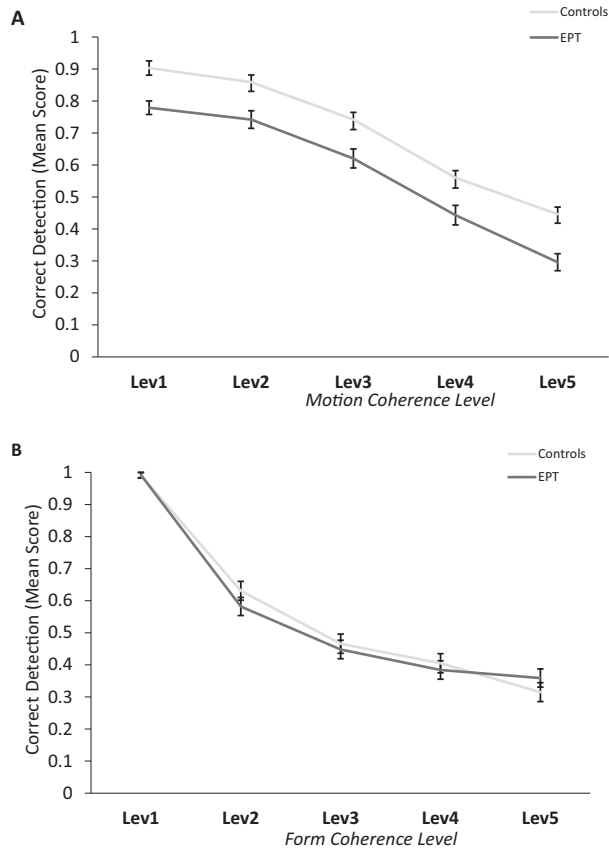 A
Controls
EPT
Correct Detection (Mean Score)
1
0.9
0.8
0.7
0.6
0.5
0.4
0.3
0.2
0.1
0
Lev1 Lev2 Lev3 Lev4 Lev5
Motion Coherence Level
B
Controls
EPT
Correct Detection (Mean Score)
1
0.9
0.8
0.7
0.6
0.5
0.4
0.3
0.2
0.1
0
Lev1 Lev2 Lev3 Lev4 Lev5
Form Coherence Level